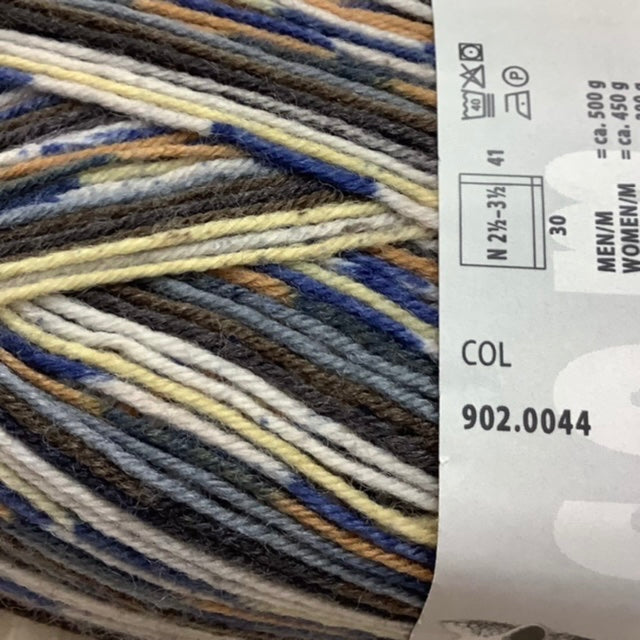 40
P
41
N 2½-3½
30
MEN/M = ca. 500 g
WOMEN/M = ca. 450 g
COL
902.0044